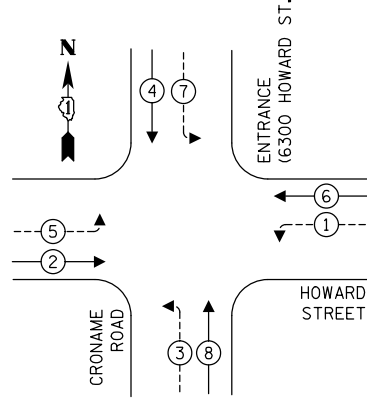 N
1
ENTRANCE
(6300 HOWARD ST.
4
7
6
1
5
2
HOWARD
STREET
CRONAME
ROAD
3
8